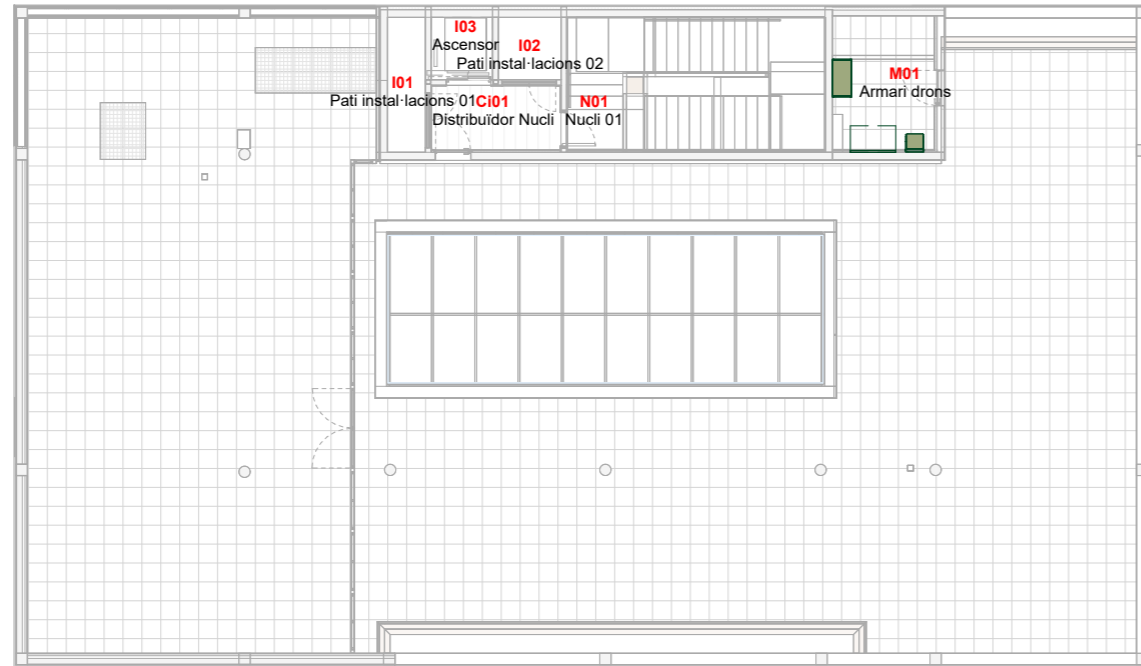 I03
Ascensor
I02
Pati instal·lacions 02
I01
Pati instal·lacions 01
Ci01
Distribuïdor Nucli
N01
Nucli 01
M01
Armari drons